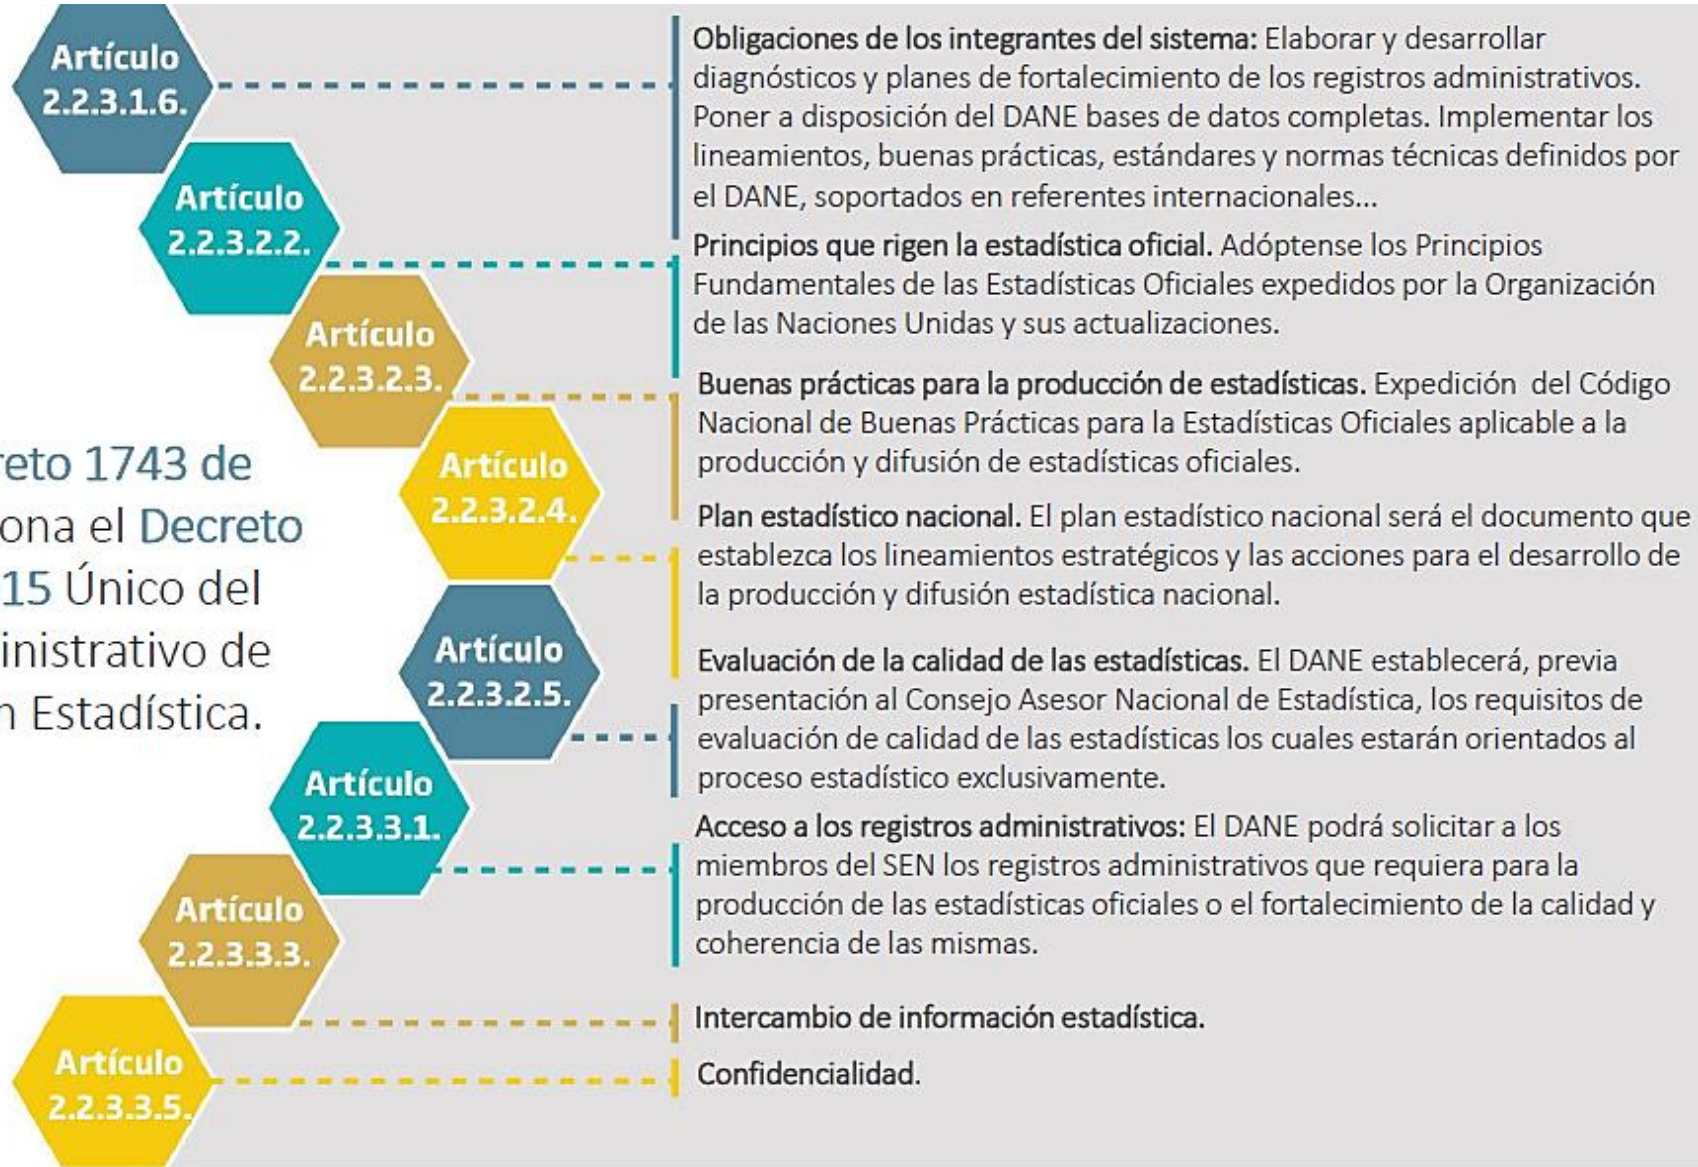 Artículo
2.2.3.1.6.
Obligaciones de los integrantes del sistema: Elaborar y desarrollar
diagnósticos y planes de fortalecimiento de los registros administrativos.
Poner a disposición del DANE bases de datos completas. Implementar los
lineamientos, buenas prácticas, estándares y normas técnicas definidos por
el DANE, soportados en referentes internacionales...
Artículo
2.2.3.2.2.
Principios que rigen la estadística oficial. Adóptense los Principios
Fundamentales de las Estadísticas Oficiales expedidos por la Organización
de las Naciones Unidas y sus actualizaciones.
Artículo
2.2.3.2.3.
Buenas prácticas para la producción de estadísticas. Expedición del Código
Nacional de Buenas Prácticas para la Estadísticas Oficiales aplicable a la
producción y difusión de estadísticas oficiales.
Artículo
2.2.3.2.4.
Plan estadístico nacional. El plan estadístico nacional será el documento que
establezca los lineamientos estratégicos y las acciones para el desarrollo de
la producción y difusión estadística nacional.
Artículo
2.2.3.2.5.
Evaluación de la calidad de las estadísticas. El DANE establecerá, previa
presentación al Consejo Asesor Nacional de Estadística, los requisitos de
evaluación de calidad de las estadísticas los cuales estarán orientados al
proceso estadístico exclusivamente.
Artículo
2.2.3.3.1.
Acceso a los registros administrativos: El DANE podrá solicitar a los
miembros del SEN los registros administrativos que requiera para la
producción de las estadísticas oficiales o el fortalecimiento de la calidad y
coherencia de las mismas.
Artículo
2.2.3.3.3.
Intercambio de información estadística.
Artículo
2.2.3.3.5.
Confidencialidad.
reto 1743 de
ona el Decreto
15 Único del
inistrativo de
n Estadística.